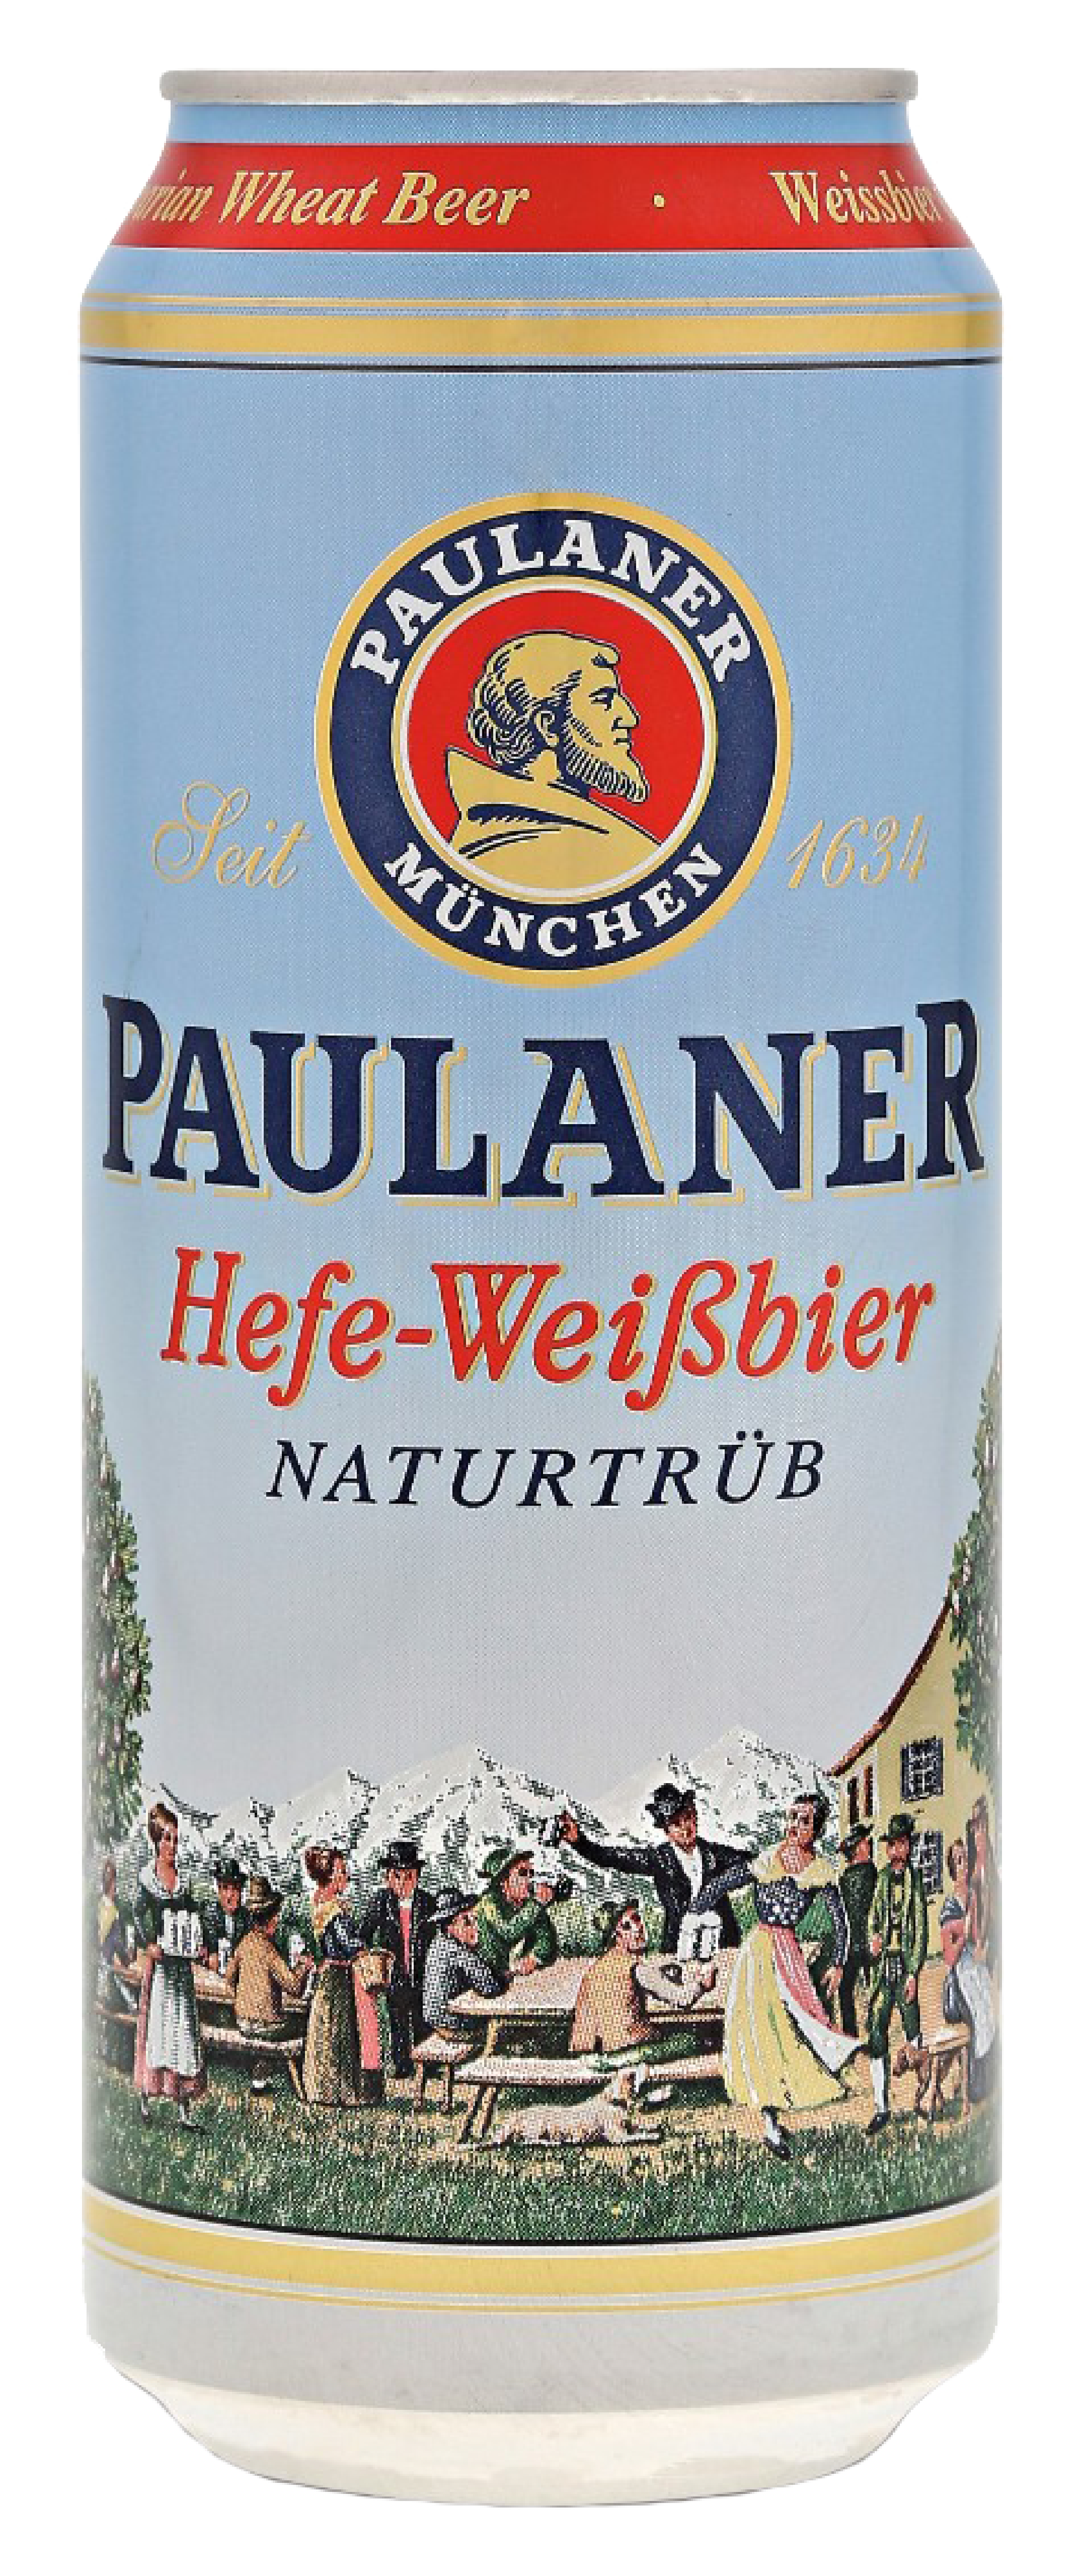 Wheat Beer · Weissbier
PAULANER
MÜNCHEN
Seit 1634
PAULANER
Hefe-Weißbier
NATURTRÜB